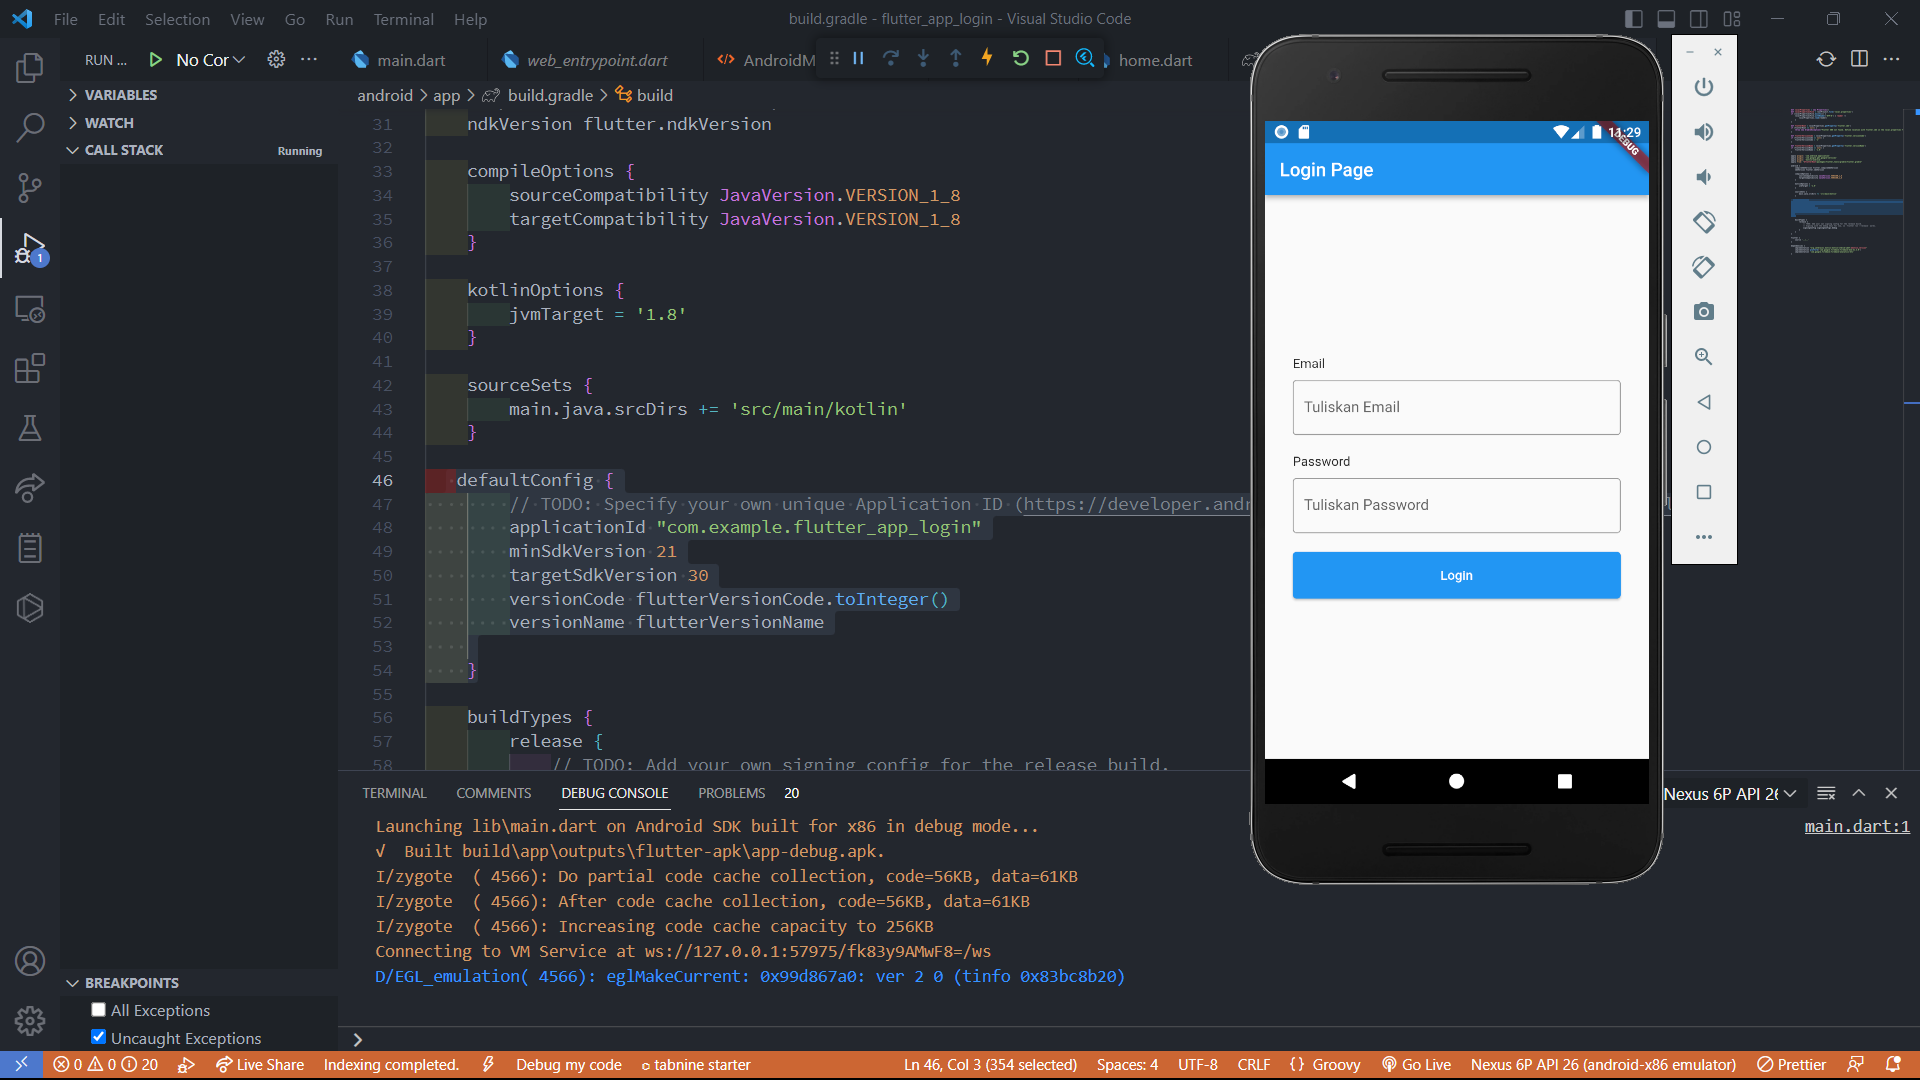 File Edit Selection View Go Run Terminal Help
build.gradle - flutter_app_login - Visual Studio Code
RUN ... No Cor
main.dart
web_entrypoint.dart
AndroidM
home.dart
VARIABLES
WATCH
CALL STACK Running
android > app > build.gradle > build
31 ndkVersion flutter.ndkVersion
32
33 compileOptions {
34 sourceCompatibility JavaVersion.VERSION_1_8
35 targetCompatibility JavaVersion.VERSION_1_8
36 }
37
38 kotlinOptions {
39 jvmTarget = '1.8'
40 }
41
42 sourceSets {
43 main.java.srcDirs += 'src/main/kotlin'
44 }
45
46 defaultConfig {
47 // TODO: Specify your own unique Application ID (https://developer.andr
48 applicationId "com.example.flutter_app_login"
49 minSdkVersion 21
50 targetSdkVersion 30
51 versionCode flutterVersionCode.toInteger()
52 versionName flutterVersionName
53
54 }
55
56 buildTypes {
57 release {
58 // TODO: Add your own signing config for the release build.
11:29
DEBUG
Login Page
Email
Tuliskan Email
Password
Tuliskan Password
Login
TERMINAL COMMENTS DEBUG CONSOLE PROBLEMS 20
Nexus 6P API 26
main.dart:1
Launching lib\main.dart on Android SDK built for x86 in debug mode...
√ Built build\app\outputs\flutter-apk\app-debug.apk.
I/zygote ( 4566): Do partial code cache collection, code=56KB, data=61KB
I/zygote ( 4566): After code cache collection, code=56KB, data=61KB
I/zygote ( 4566): Increasing code cache capacity to 256KB
Connecting to VM Service at ws://127.0.0.1:57975/fk83y9AMwF8=/ws
D/EGL_emulation( 4566): eglMakeCurrent: 0x99d867a0: ver 2 0 (tinfo 0x83bc8b20)
1
BREAKPOINTS
All Exceptions
Uncaught Exceptions
0 0 20 Live Share Indexing completed. Debug my code tabnine starter Ln 46, Col 3 (354 selected) Spaces: 4 UTF-8 CRLF {} Groovy Go Live Nexus 6P API 26 (android-x86 emulator) Prettier